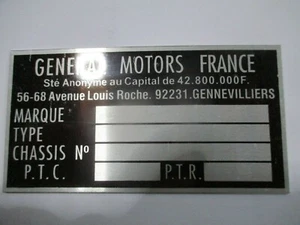 GENERAL MOTORS FRANCE
Sté Anonyme au Capital de 42.800.000F.
56-68 Avenue Louis Roche. 92231.GENNEVILLIERS
MARQUE
TYPE
CHASSIS Nº
P.T.C. P.T.R.